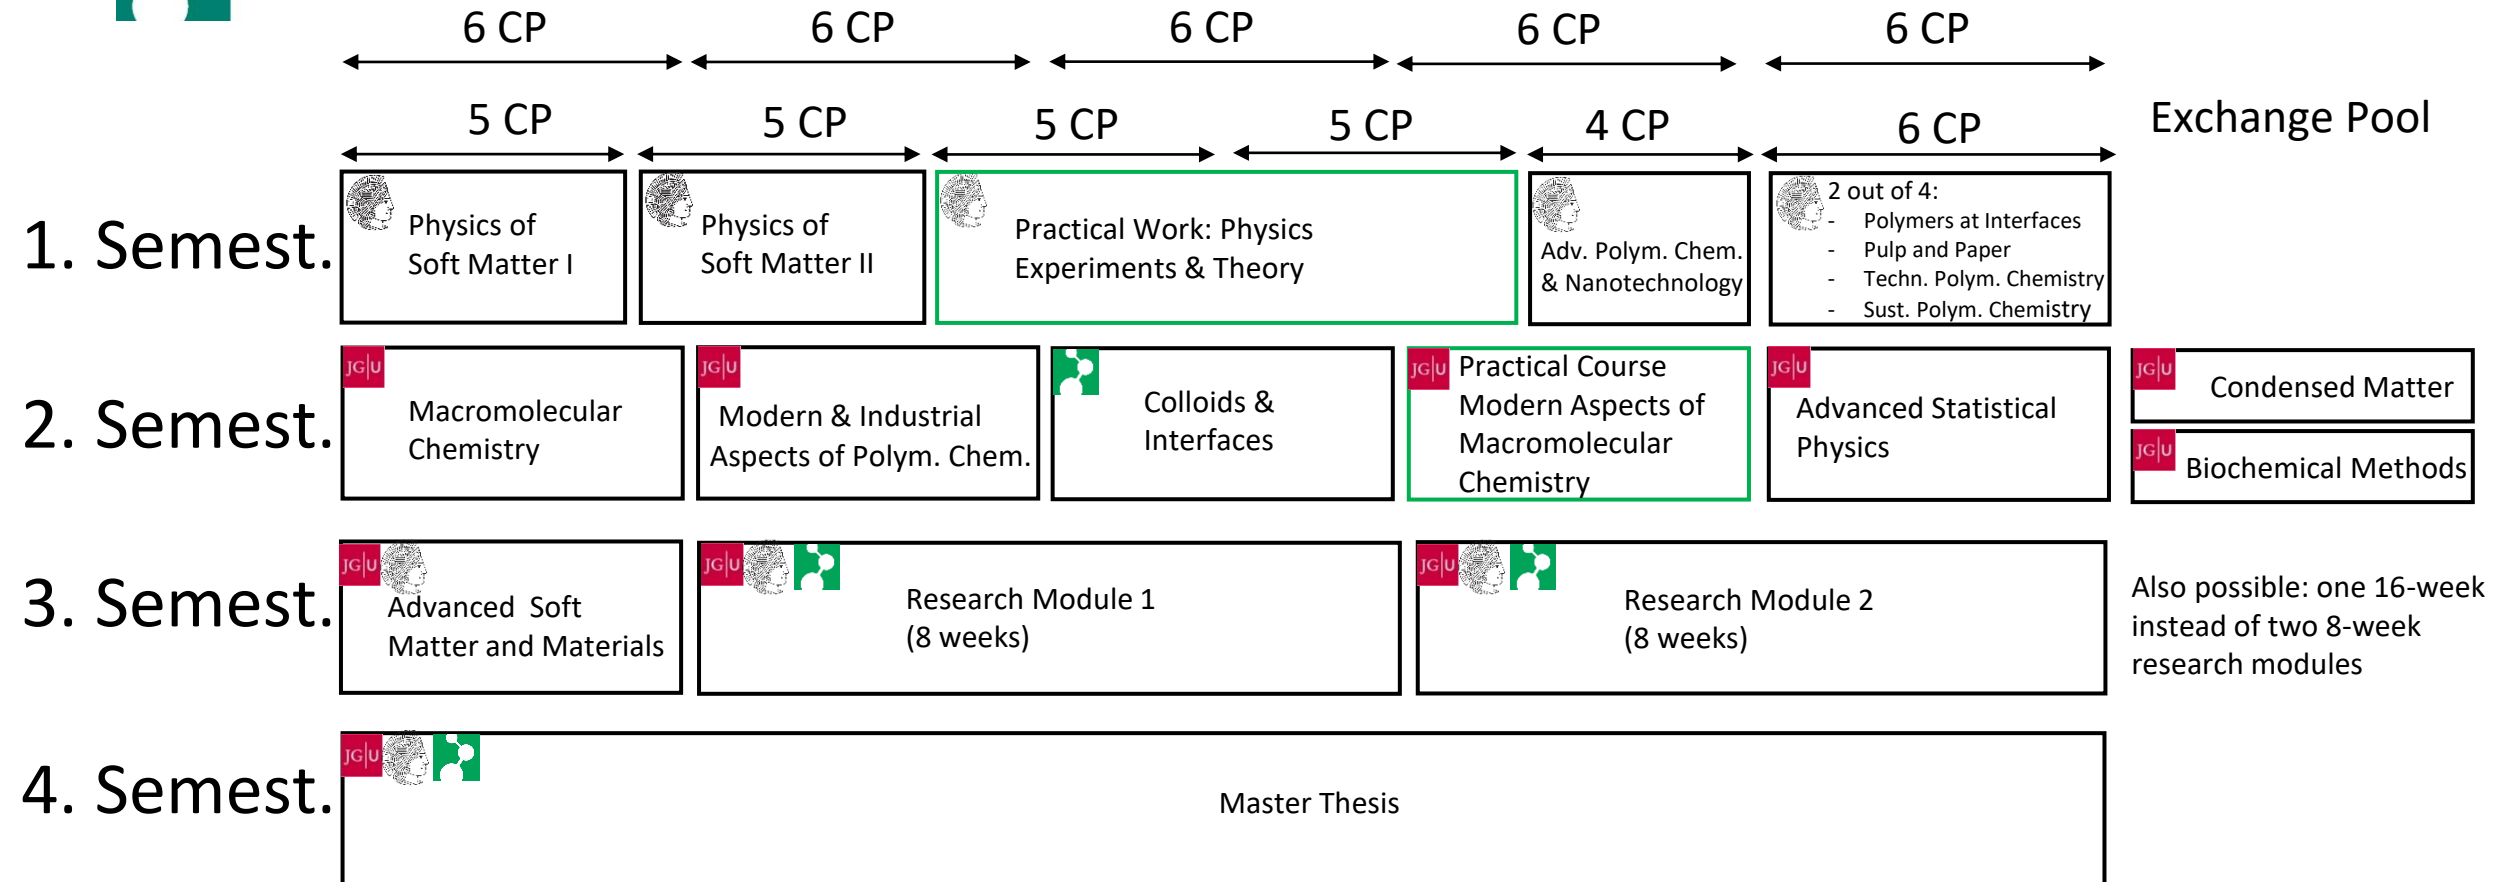 6 CP
6 CP
6 CP
6 CP
6 CP
5 CP
5 CP
5 CP
5 CP
4 CP
6 CP
Exchange Pool
1. Semest.
Physics of
Soft Matter I
Physics of
Soft Matter II
Practical Work: Physics
Experiments & Theory
Adv. Polym. Chem.
& Nanotechnology
2 out of 4:
- Polymers at Interfaces
- Pulp and Paper
- Techn. Polym. Chemistry
- Sust. Polym. Chemistry
2. Semest.
JG|U
Macromolecular
Chemistry
JG|U
Modern & Industrial
Aspects of Polym. Chem.
Colloids &
Interfaces
JG|U
Practical Course
Modern Aspects of
Macromolecular
Chemistry
JG|U
Advanced Statistical
Physics
JG|U
Condensed Matter
JG|U
Biochemical Methods
3. Semest.
JG|U
Advanced Soft
Matter and Materials
JG|U
Research Module 1
(8 weeks)
JG|U
Research Module 2
(8 weeks)
Also possible: one 16-week
instead of two 8-week
research modules
4. Semest.
JG|U
Master Thesis